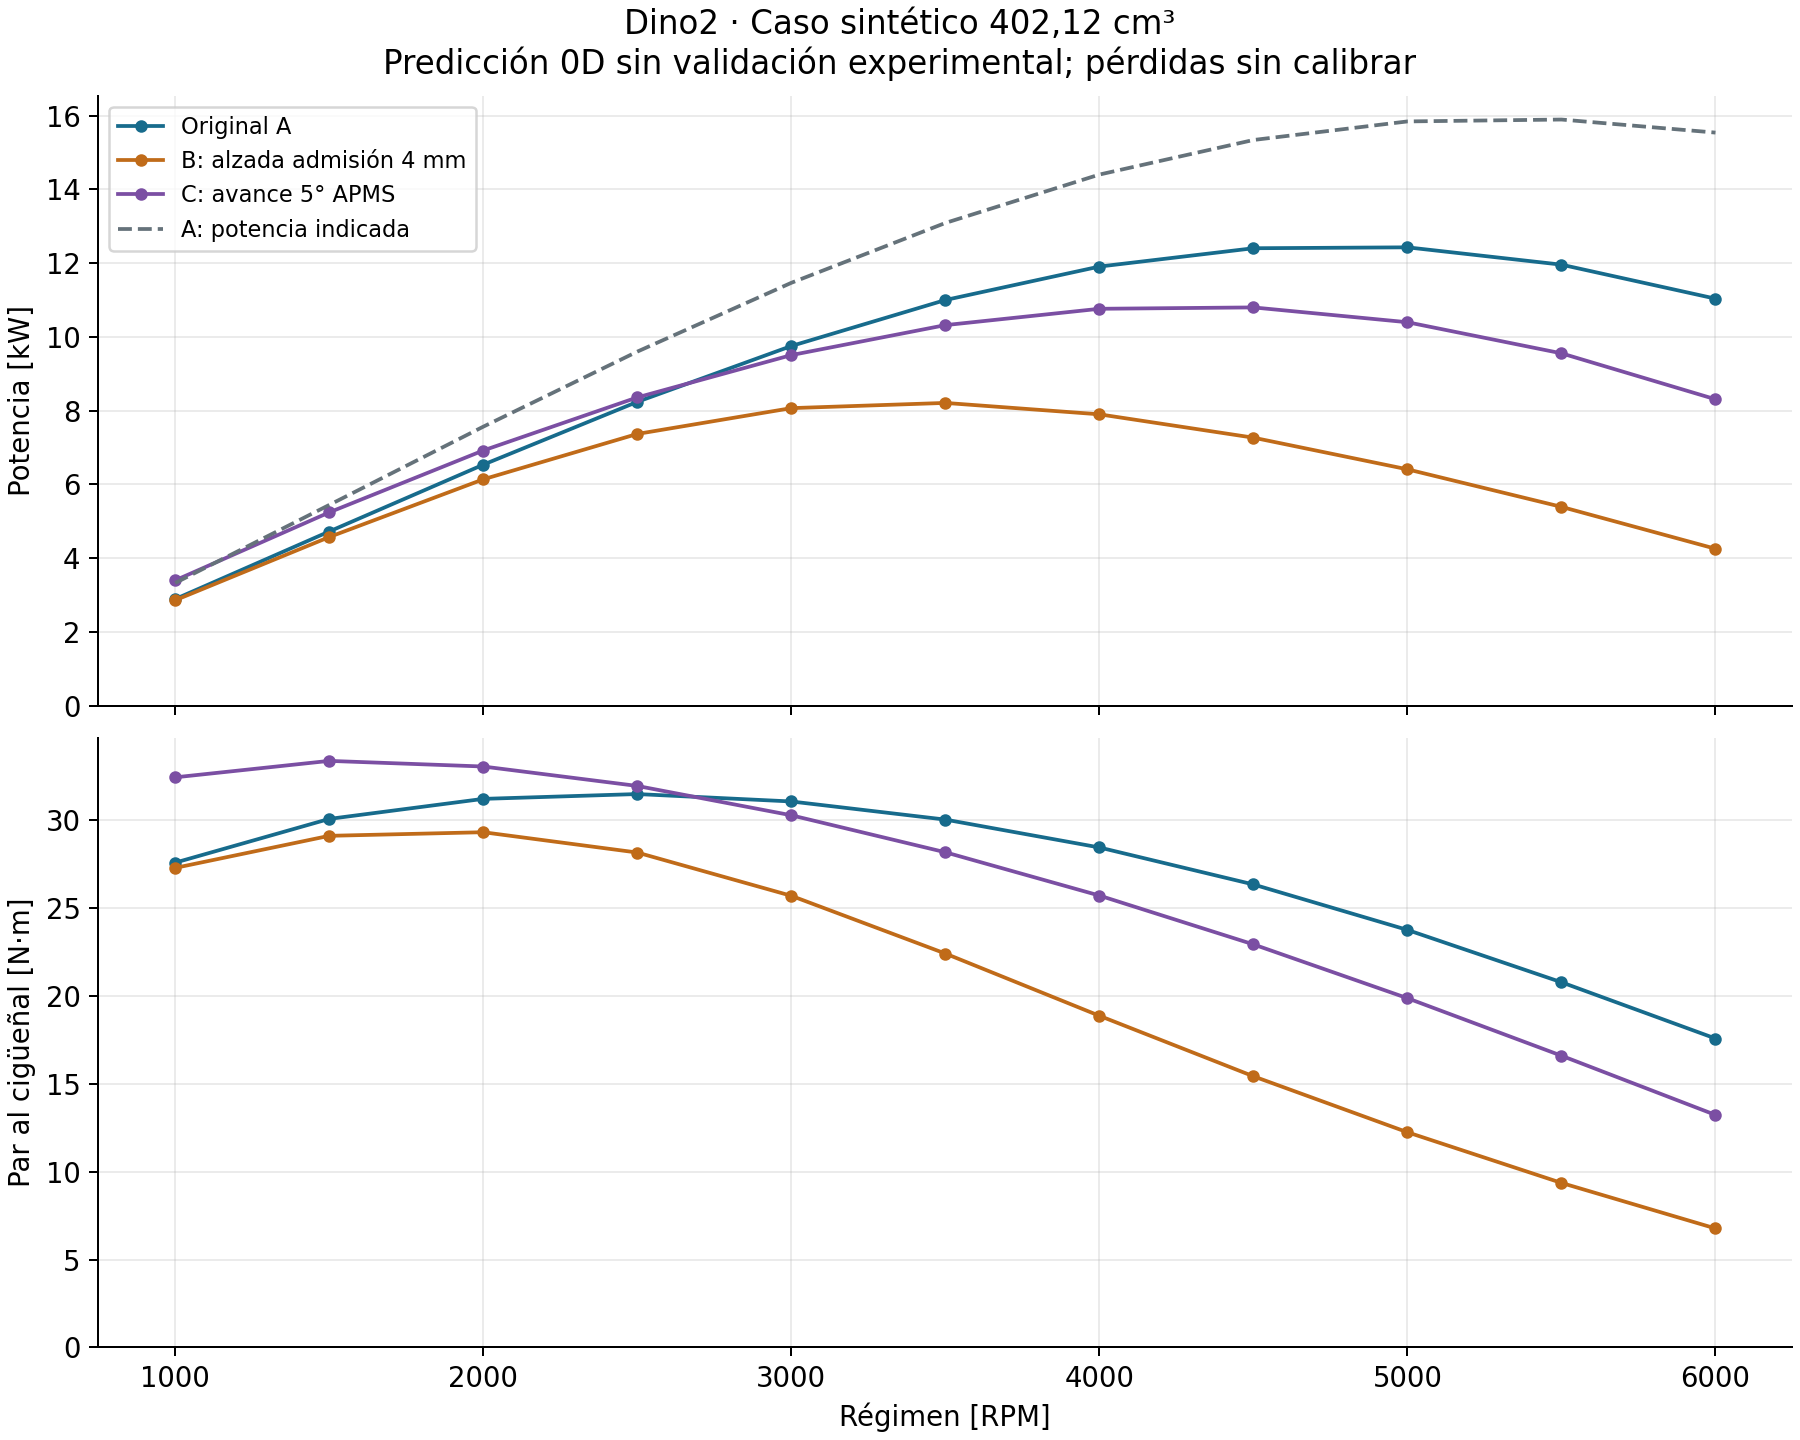 Dino2 · Caso sintético 402,12 cm³
Predicción 0D sin validación experimental; pérdidas sin calibrar
Original A
B: alzada admisión 4 mm
C: avance 5° APMS
A: potencia indicada
Potencia [kW]
16
14
12
10
8
6
4
2
0
Par al cigüeñal [N·m]
30
25
20
15
10
5
0
1000 2000 3000 4000 5000 6000
Régimen [RPM]